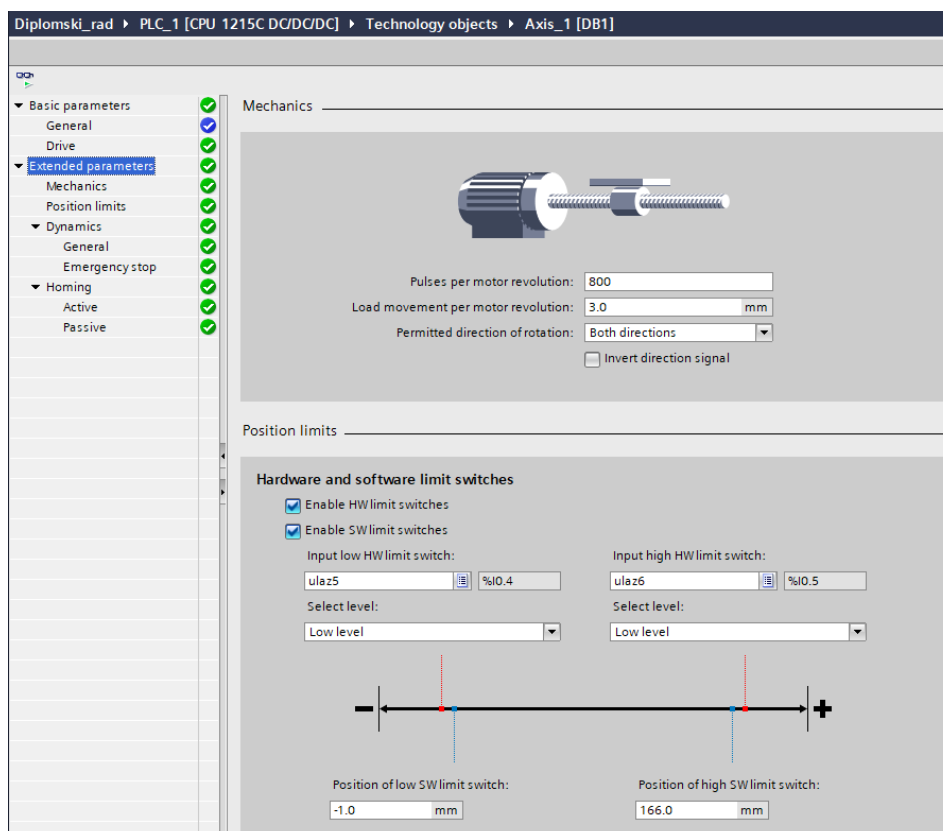 Diplomski_rad ▸ PLC_1 [CPU 1215C DC/DC/DC] ▸ Technology objects ▸ Axis_1 [DB1]
Basic parameters
General
Drive
Extended parameters
Mechanics
Position limits
Dynamics
General
Emergency stop
Homing
Active
Passive
Mechanics
Pulses per motor revolution: 800
Load movement per motor revolution: 3.0 mm
Permitted direction of rotation: Both directions
Invert direction signal
Position limits
Hardware and software limit switches
Enable HW limit switches
Enable SW limit switches
Input low HW limit switch: Input high HW limit switch:
ulaz5 %I0.4 ulaz6 %I0.5
Select level: Select level:
Low level Low level
− +
Position of low SW limit switch: Position of high SW limit switch:
-1.0 mm 166.0 mm